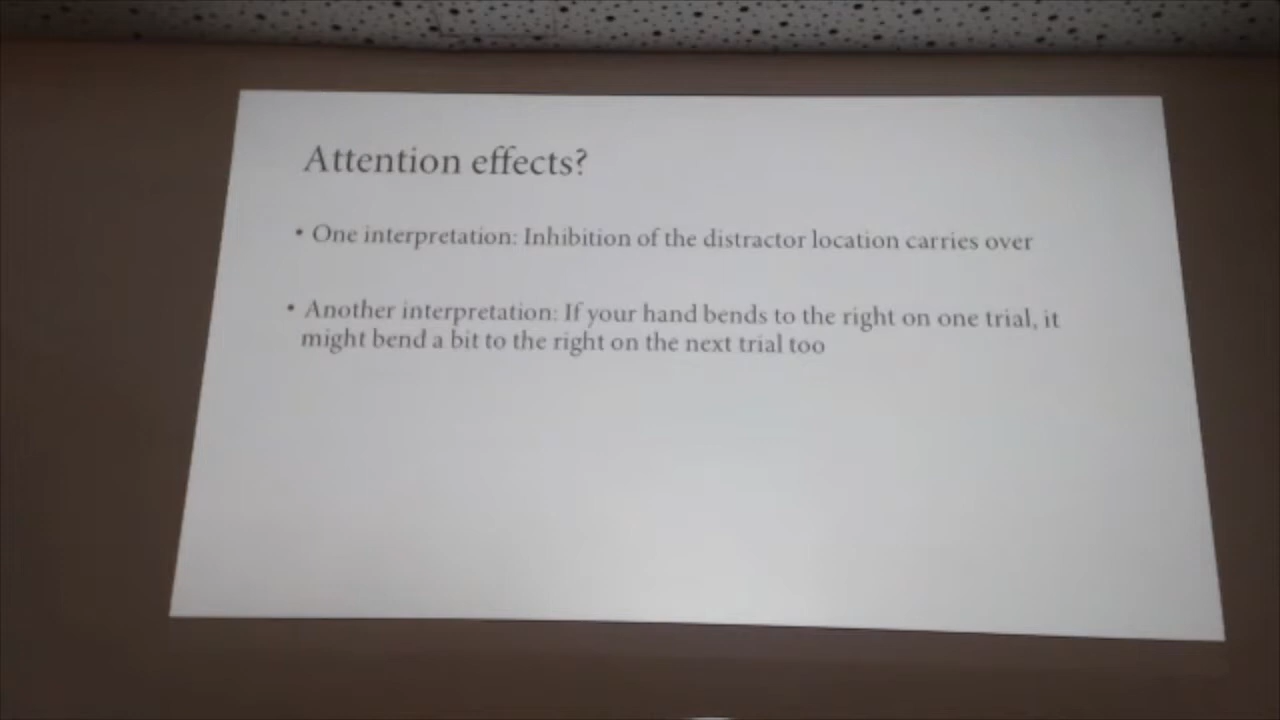 Attention effects?
• One interpretation: Inhibition of the distractor location carries over
• Another interpretation: If your hand bends to the right on one trial, it
might bend a bit to the right on the next trial too